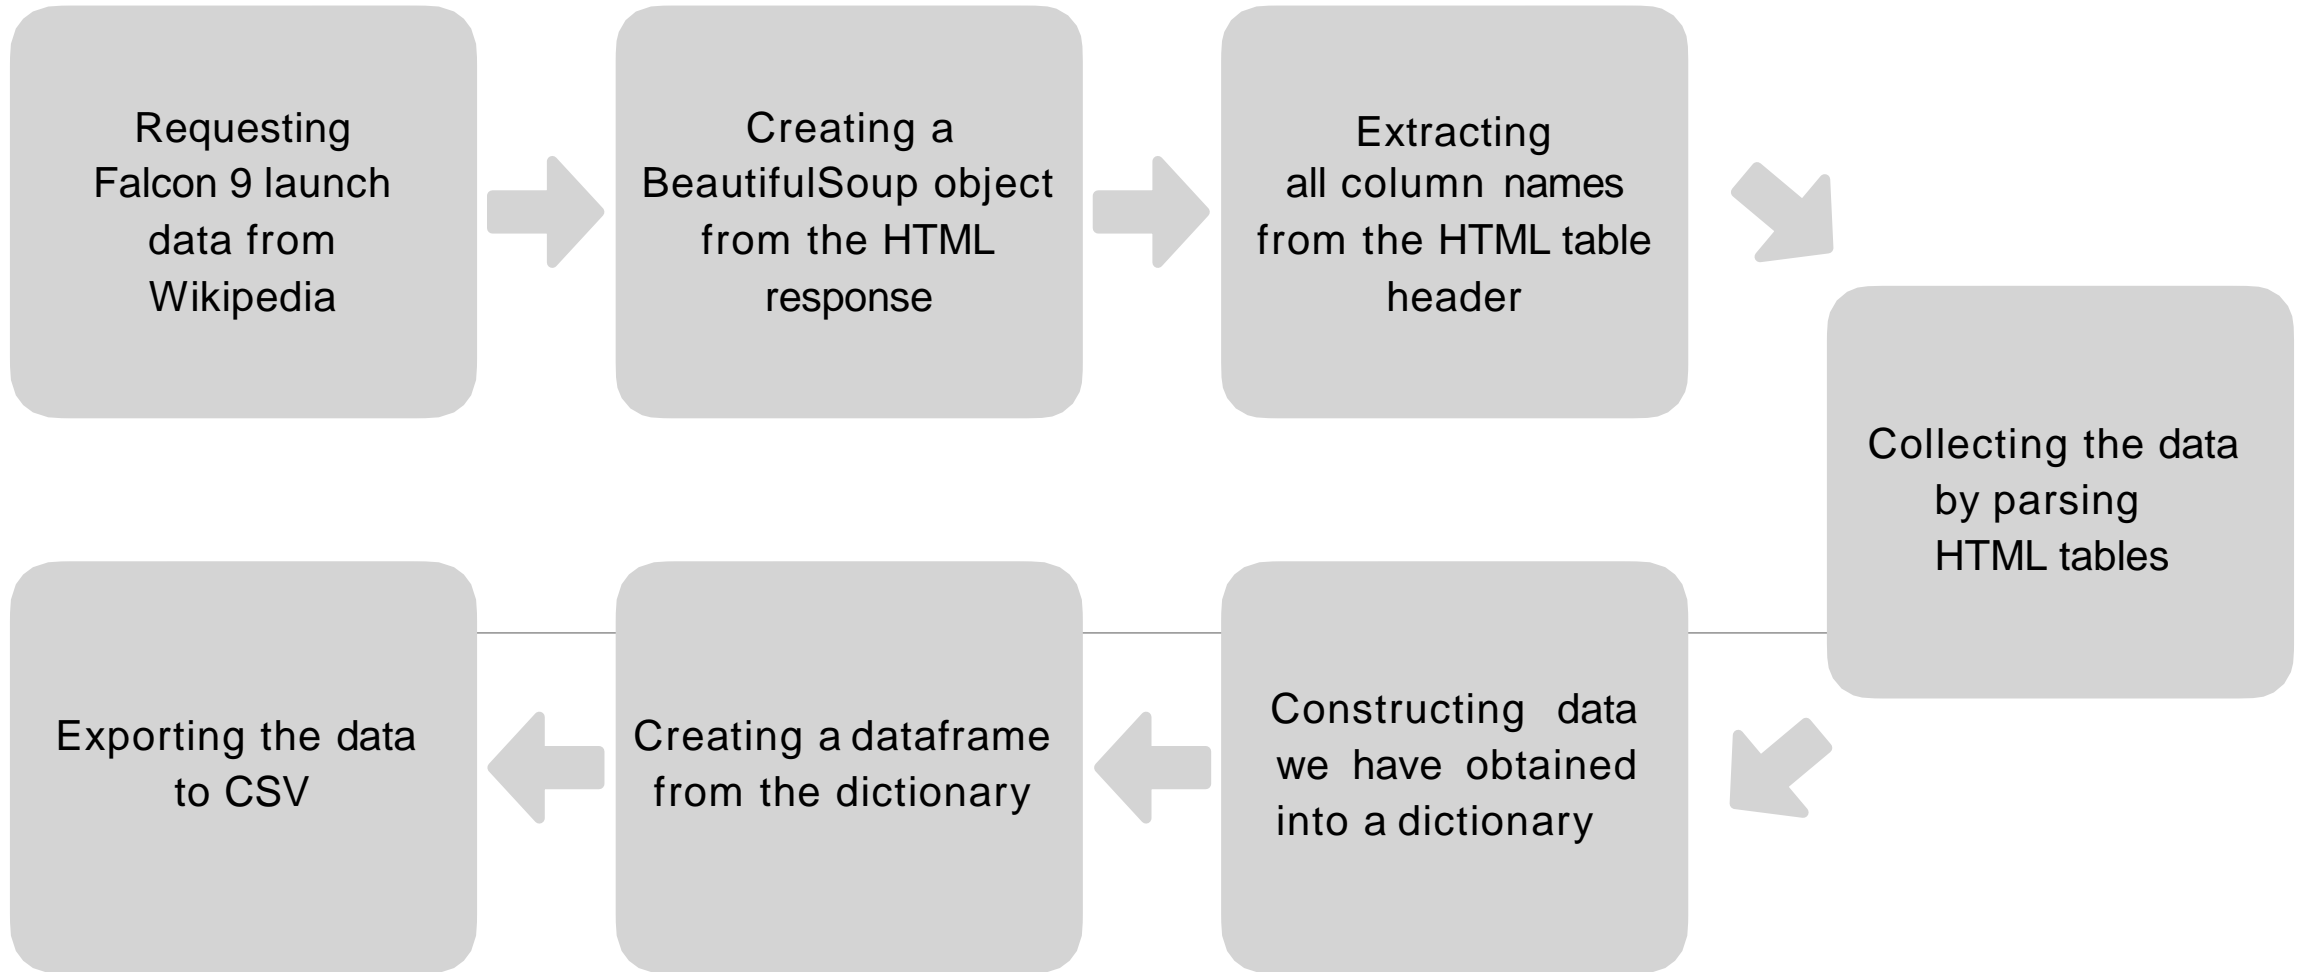 Requesting
Falcon 9 launch
data from
Wikipedia
Creating a
BeautifulSoup object
from the HTML
response
Extracting
all column names
from the HTML table
header
Collecting the data
by parsing
HTML tables
Constructing data
we have obtained
into a dictionary
Creating a dataframe
from the dictionary
Exporting the data
to CSV